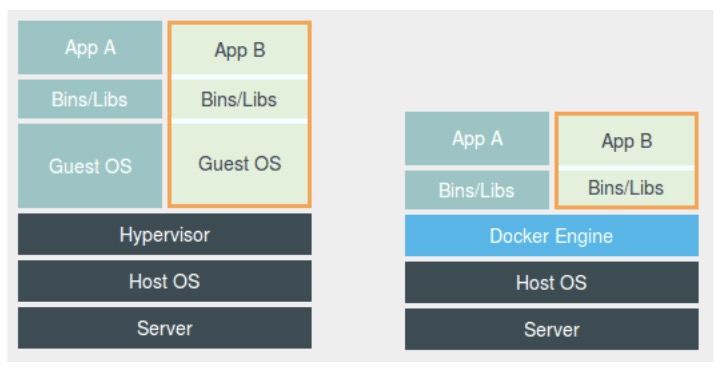 App A
App B
Bins/Libs
Bins/Libs
Guest OS
Guest OS
Hypervisor
Host OS
Server
App A
App B
Bins/Libs
Bins/Libs
Docker Engine
Host OS
Server